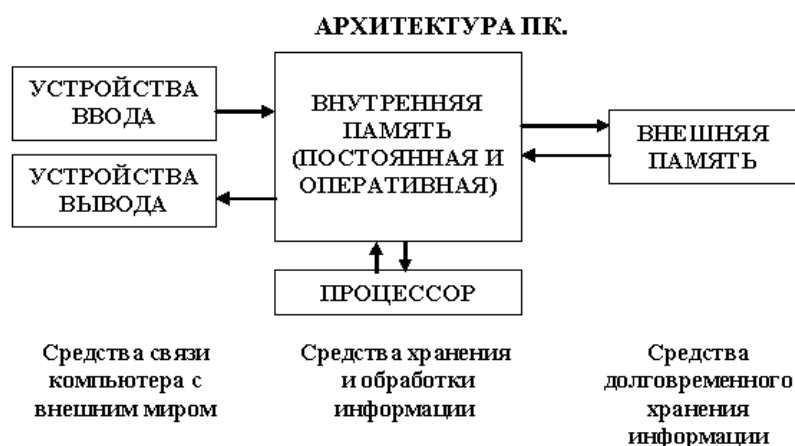 АРХИТЕКТУРА ПК.
УСТРОЙСТВА
ВВОДА
УСТРОЙСТВА
ВЫВОДА
ВНУТРЕННЯЯ
ПАМЯТЬ
(ПОСТОЯННАЯ И
ОПЕРАТИВНАЯ)
ВНЕШНЯЯ
ПАМЯТЬ
ПРОЦЕССОР
Средства связи
компьютера с
внешним миром
Средства хранения
и обработки
информации
Средства
долговременного
хранения
информации